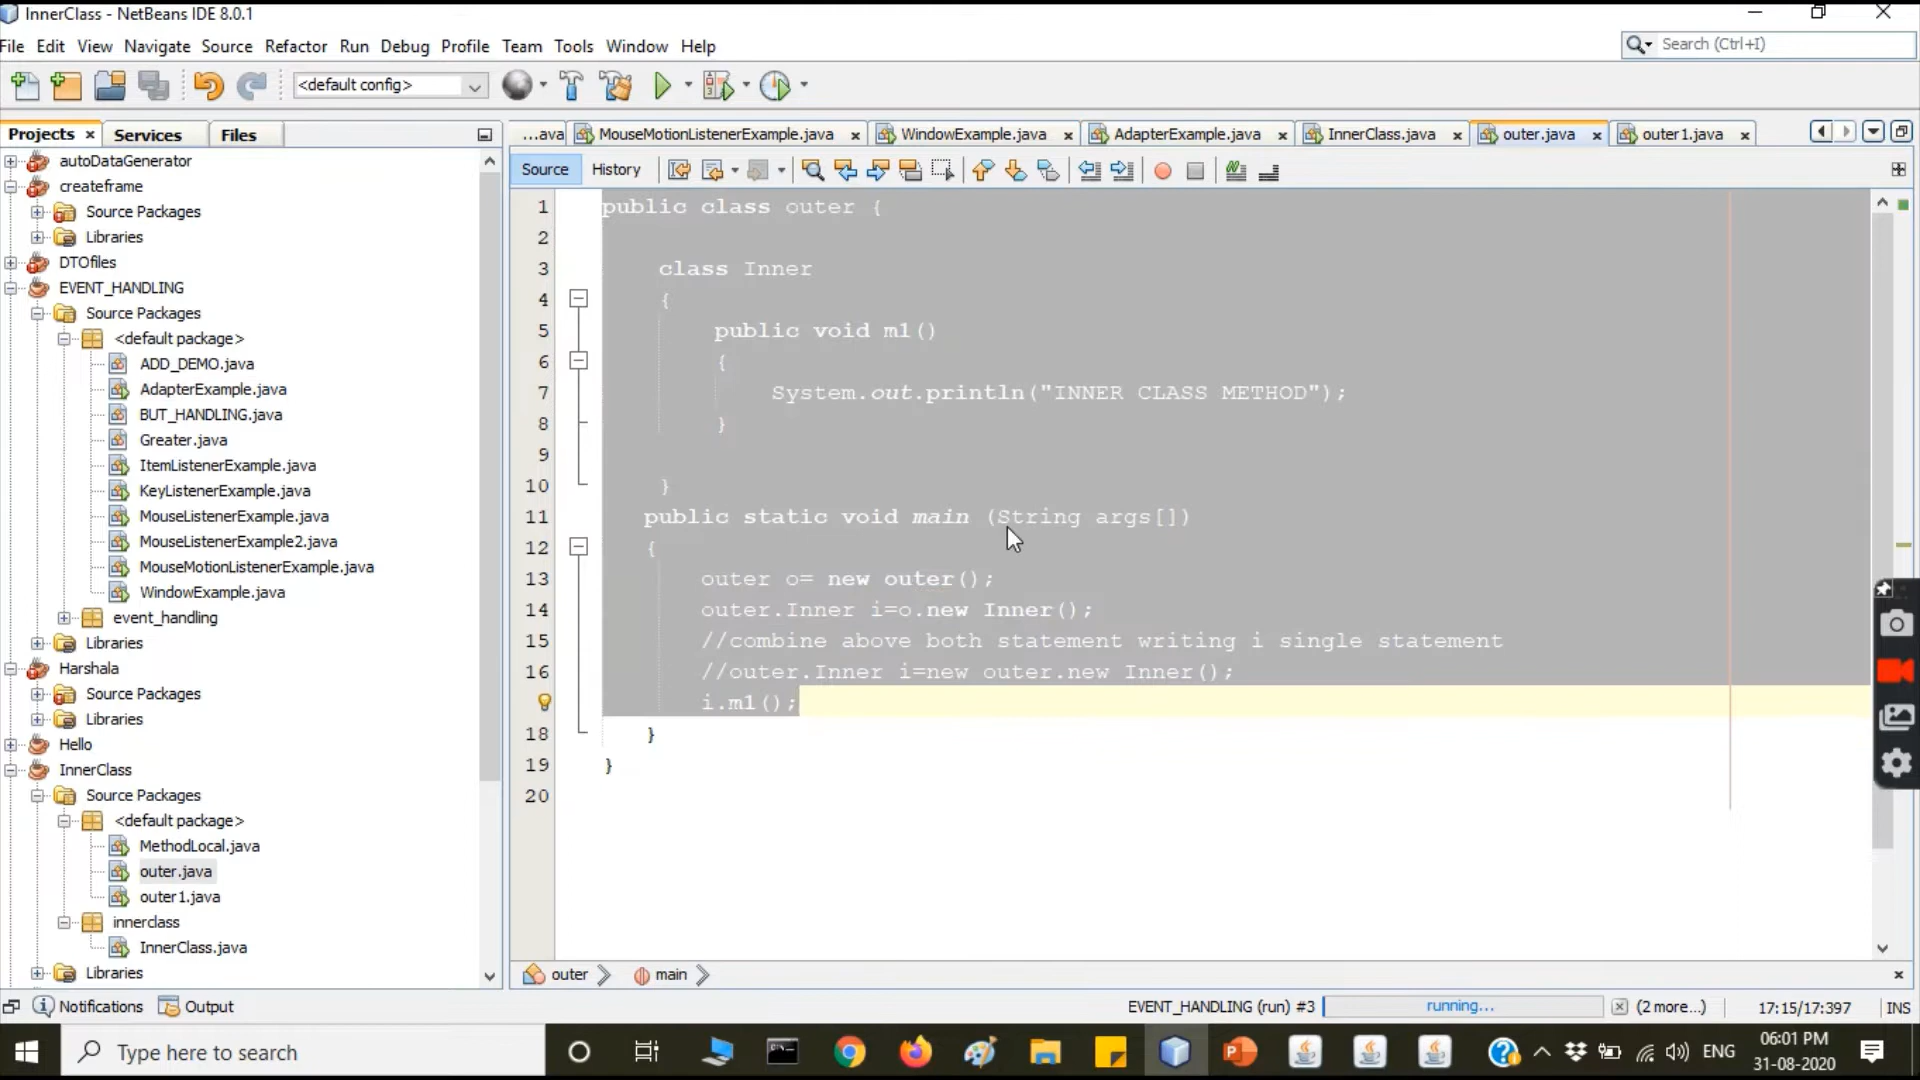 InnerClass - NetBeans IDE 8.0.1
File Edit View Navigate Source Refactor Run Debug Profile Team Tools Window Help
Search (Ctrl+I)
<default config>
Projects Services Files
autoDataGenerator
createframe
Source Packages
Libraries
DTOfiles
EVENT_HANDLING
Source Packages
<default package>
ADD_DEMO.java
AdapterExample.java
BUT_HANDLING.java
Greater.java
ItemListenerExample.java
KeyListenerExample.java
MouseListenerExample.java
MouseListenerExample2.java
MouseMotionListenerExample.java
WindowExample.java
event_handling
Libraries
Harshala
Source Packages
Libraries
Hello
InnerClass
Source Packages
<default package>
MethodLocal.java
outer.java
outer1.java
innerclass
InnerClass.java
Libraries
...ava MouseMotionListenerExample.java WindowExample.java AdapterExample.java InnerClass.java outer.java outer1.java
Source History
1 public class outer {
2
3 class Inner
4 {
5 public void m1()
6 {
7 System.out.println("INNER CLASS METHOD");
8 }
9
10 }
11 public static void main (String args[])
12 {
13 outer o= new outer();
14 outer.Inner i=o.new Inner();
15 //combine above both statement writing i single statement
16 //outer.Inner i=new outer.new Inner();
i.m1();
18 }
19 }
20
outer main
Notifications Output
EVENT_HANDLING (run) #3 running... (2 more...) 17:15/17:397 INS
Type here to search
ENG
06:01 PM
31-08-2020